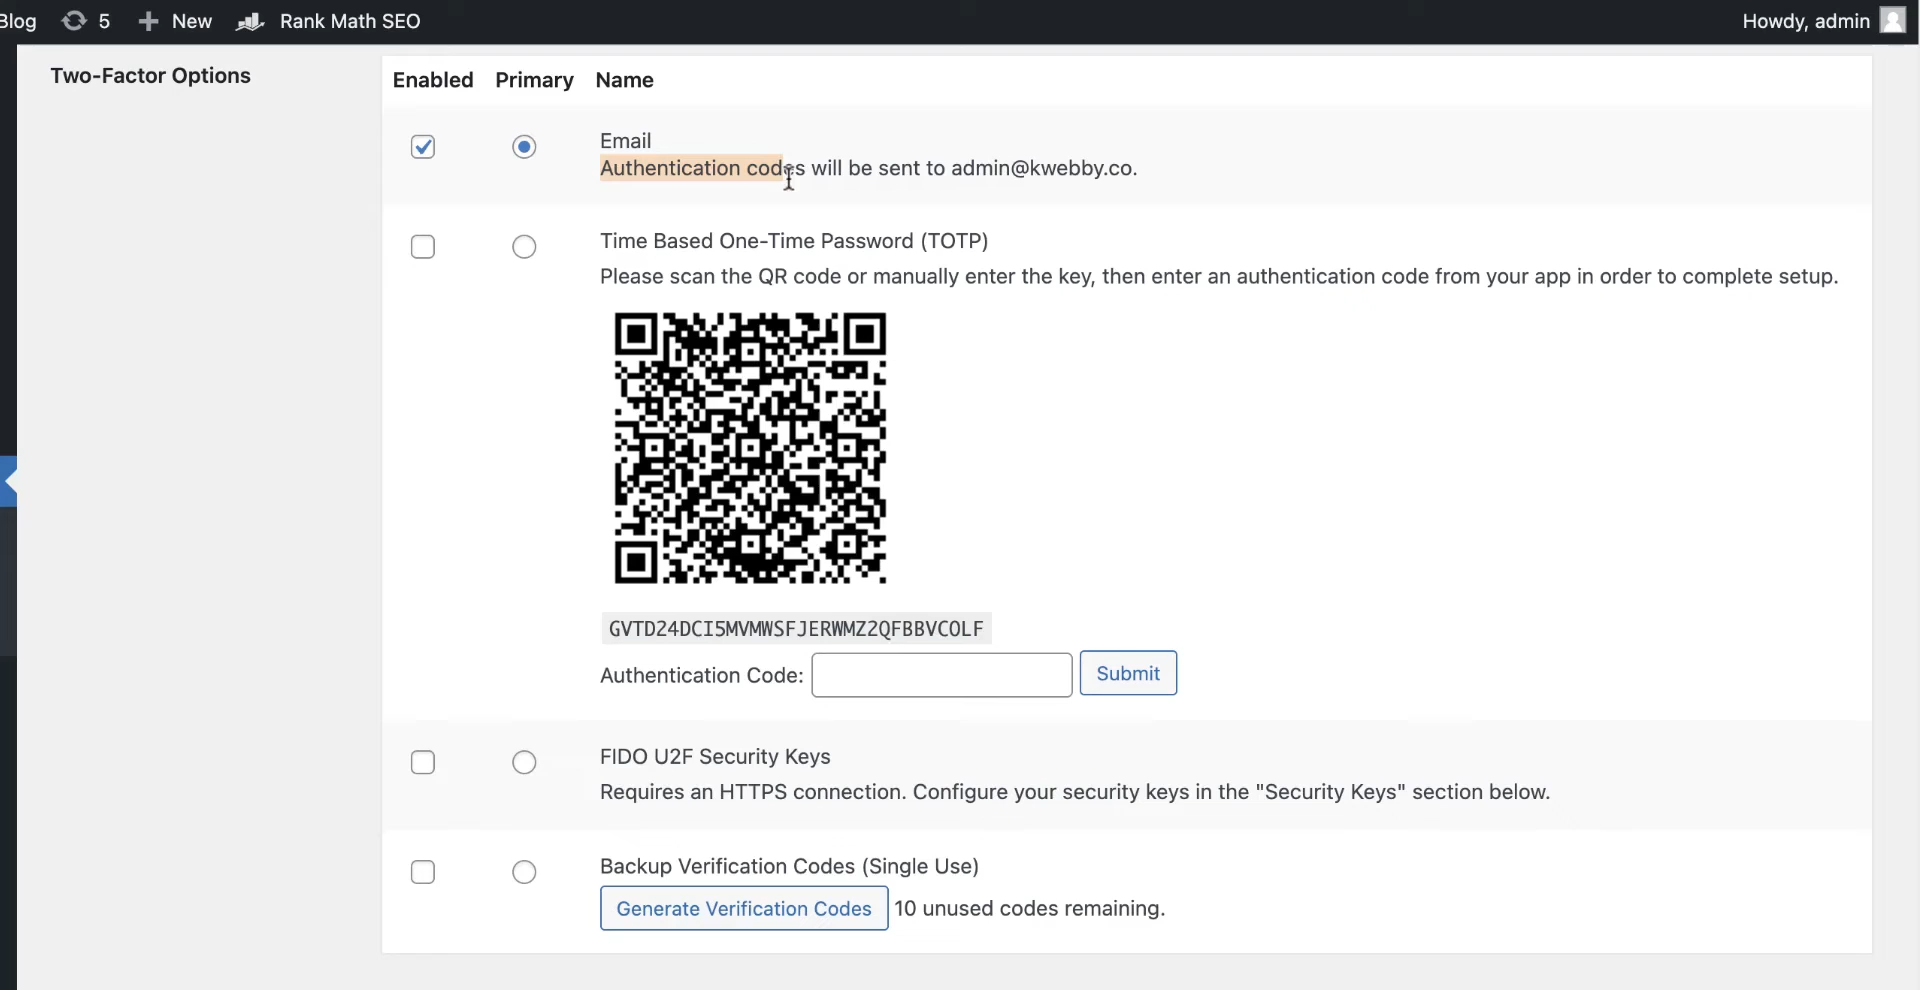 Blog 5 New Rank Math SEO Howdy, admin
Two-Factor Options
Enabled Primary Name
Email
Authentication codes will be sent to admin@kwebby.co.
Time Based One-Time Password (TOTP)
Please scan the QR code or manually enter the key, then enter an authentication code from your app in order to complete setup.
GVTD24DCI5MVMWSFJERWMZ2QFBBVCOLF
Authentication Code: Submit
FIDO U2F Security Keys
Requires an HTTPS connection. Configure your security keys in the "Security Keys" section below.
Backup Verification Codes (Single Use)
Generate Verification Codes 10 unused codes remaining.